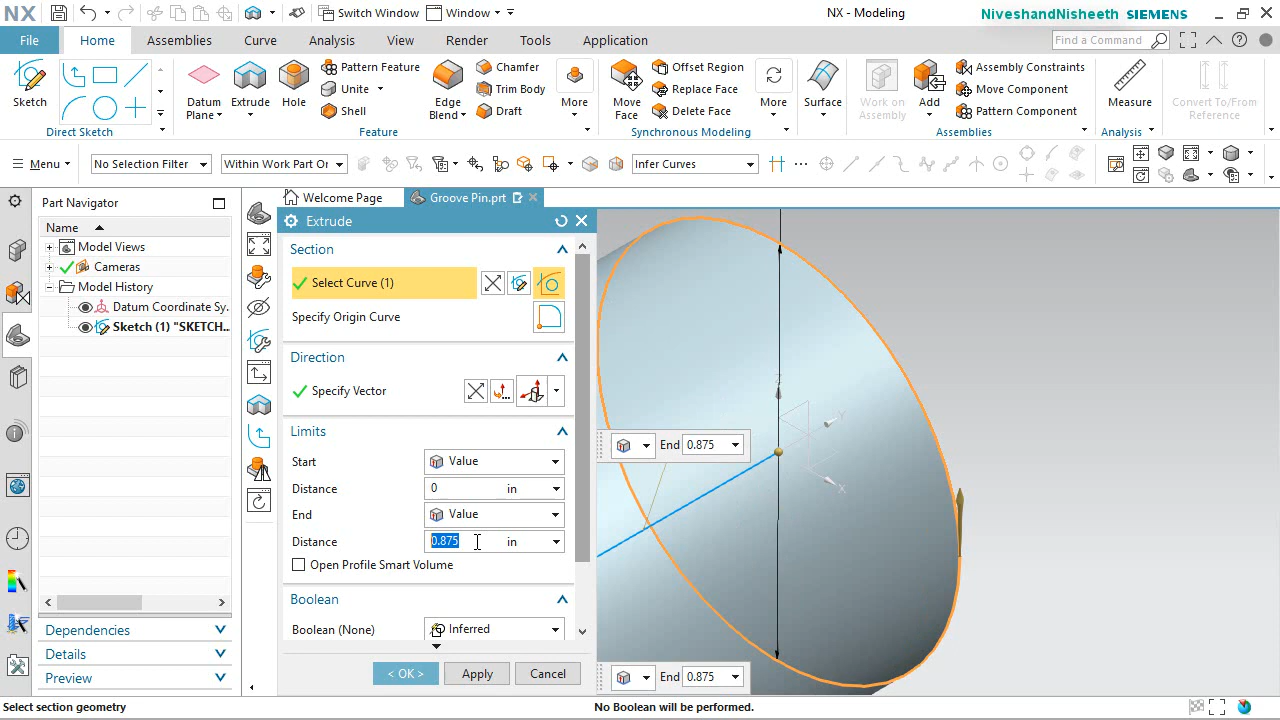 NX Switch Window Window NX - Modeling NiveshandNisheeth SIEMENS
File Home Assemblies Curve Analysis View Render Tools Application Find a Command
Sketch
Direct Sketch
Datum Plane
Extrude
Hole
Pattern Feature
Unite
Shell
Edge Blend
Chamfer
Trim Body
Draft
More
Feature
Move Face
Offset Region
Replace Face
Delete Face
More
Synchronous Modeling
Surface
Work on Assembly
Add
Assembly Constraints
Move Component
Pattern Component
Assemblies
Measure
Analysis
Convert To/From Reference
Menu No Selection Filter Within Work Part Or Infer Curves
Part Navigator
Name
Model Views
Cameras
Model History
Datum Coordinate Sy...
Sketch (1) "SKETCH...
Dependencies
Details
Preview
Welcome Page Groove Pin.prt
Extrude
Section
Select Curve (1)
Specify Origin Curve
Direction
Specify Vector
Limits
Start Value
Distance 0 in
End Value
Distance 0.875 in
Open Profile Smart Volume
Boolean
Boolean (None) Inferred
< OK > Apply Cancel
End 0.875
Z
Y
X
End 0.875
Select section geometry No Boolean will be performed.